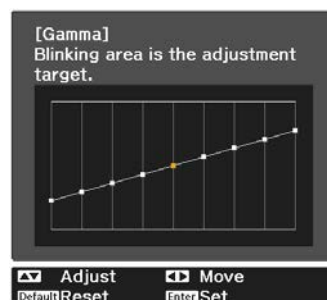 [Gamma]
Blinking area is the adjustment
target.
Adjust Move
Default Reset Enter Set